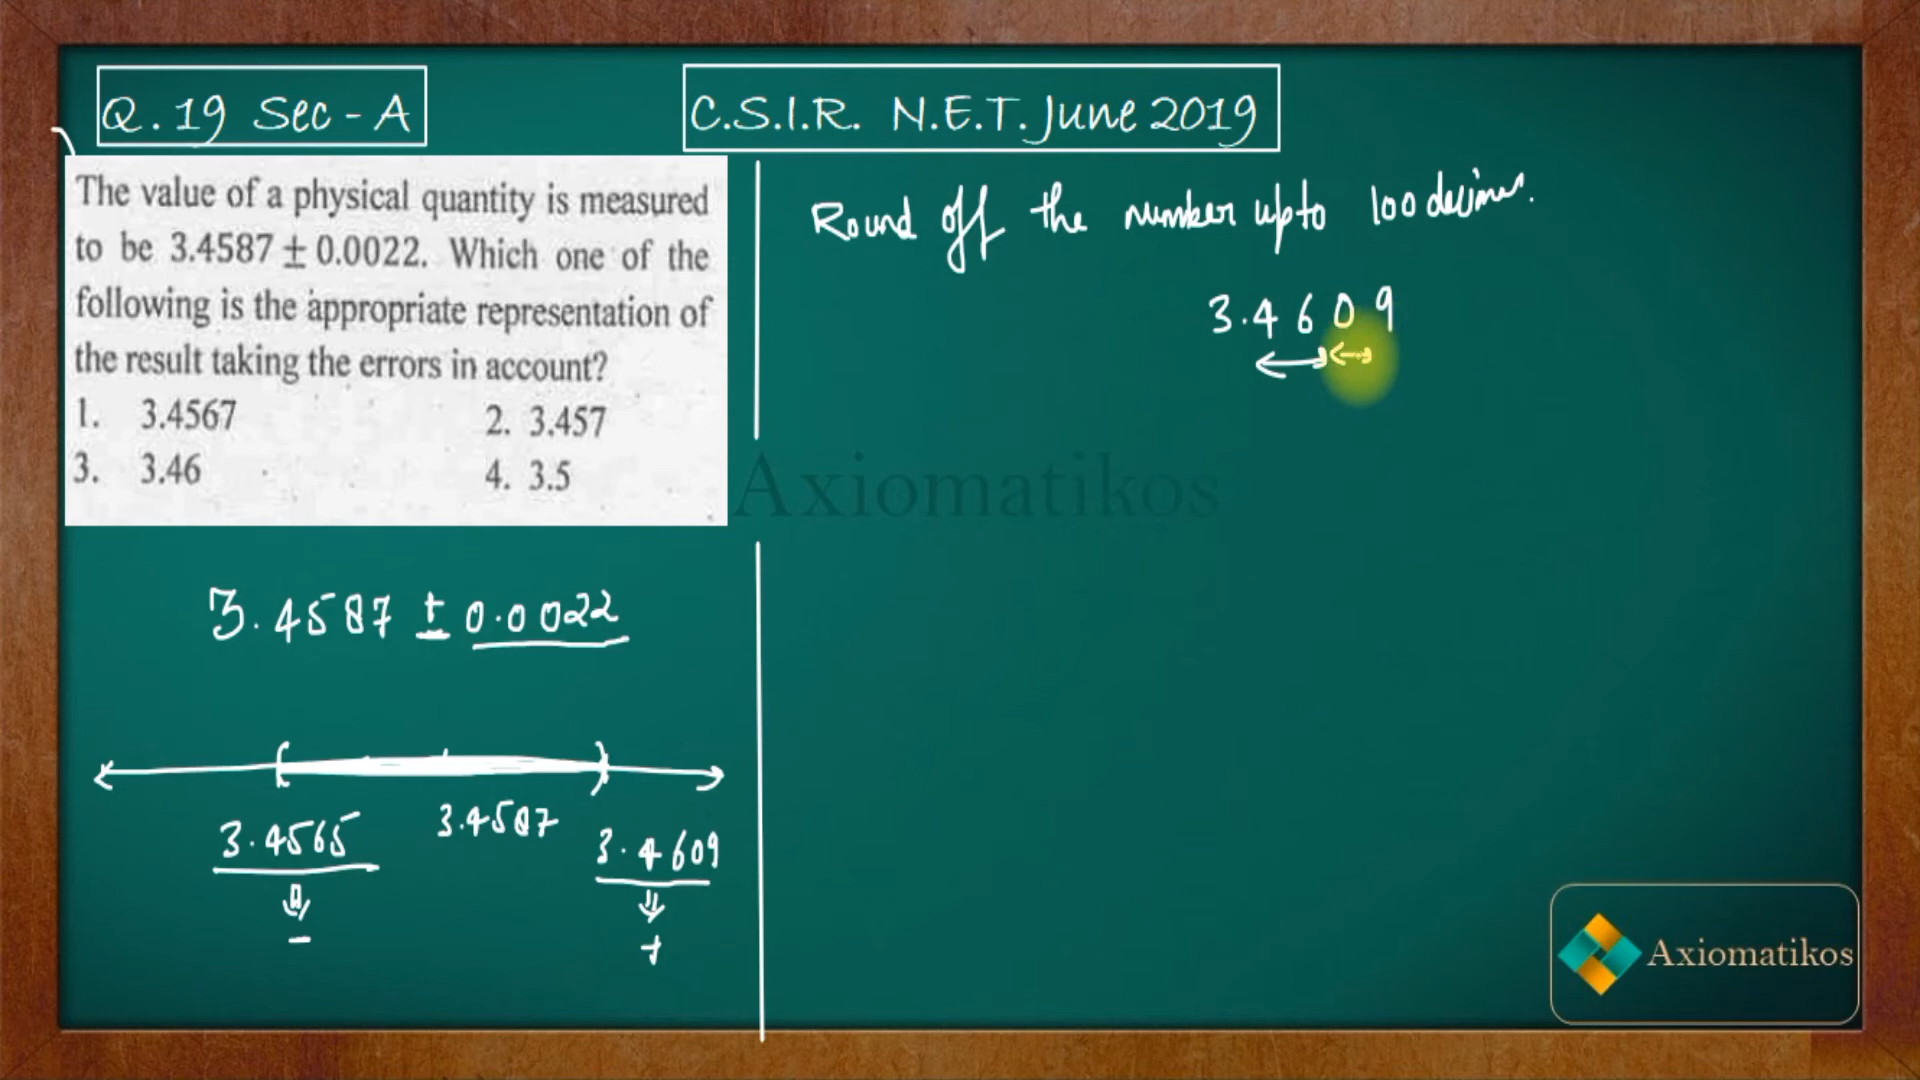 Q. 19 Sec - A
C.S.I.R. N.E.T. June 2019
The value of a physical quantity is measured
to be 3.4587 ± 0.0022. Which one of the
following is the appropriate representation of
the result taking the errors in account?
1. 3.4567 2. 3.457
3. 3.46 4. 3.5
3.4587 ± 0.0022
3.4565 3.4587 3.4609
- +
Round off the number upto 100 decimes.
3.4609
Axiomatikos
Axiomatikos